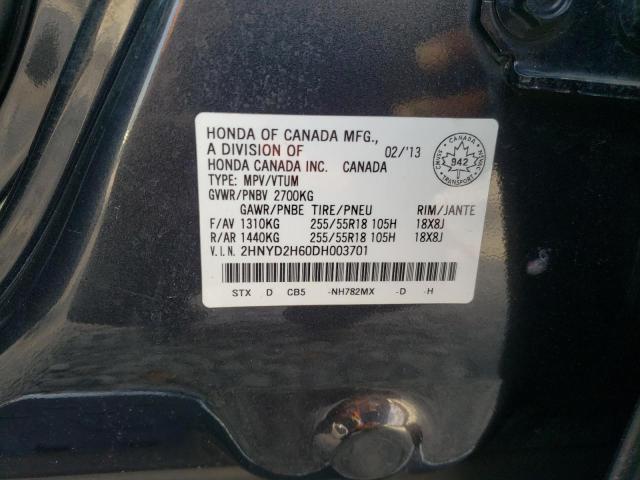 HONDA OF CANADA MFG.,
A DIVISION OF 02/'13
HONDA CANADA INC. CANADA
TYPE: MPV/VTUM
GVWR/PNBV 2700KG
GAWR/PNBE TIRE/PNEU RIM/JANTE
F/AV 1310KG 255/55R18 105H 18X8J
R/AR 1440KG 255/55R18 105H 18X8J
V.I.N. 2HNYD2H60DH003701
STX D CB5 -NH782MX -D -H
CANADA
CMVSS 942 NSVAC
TRANSPORT